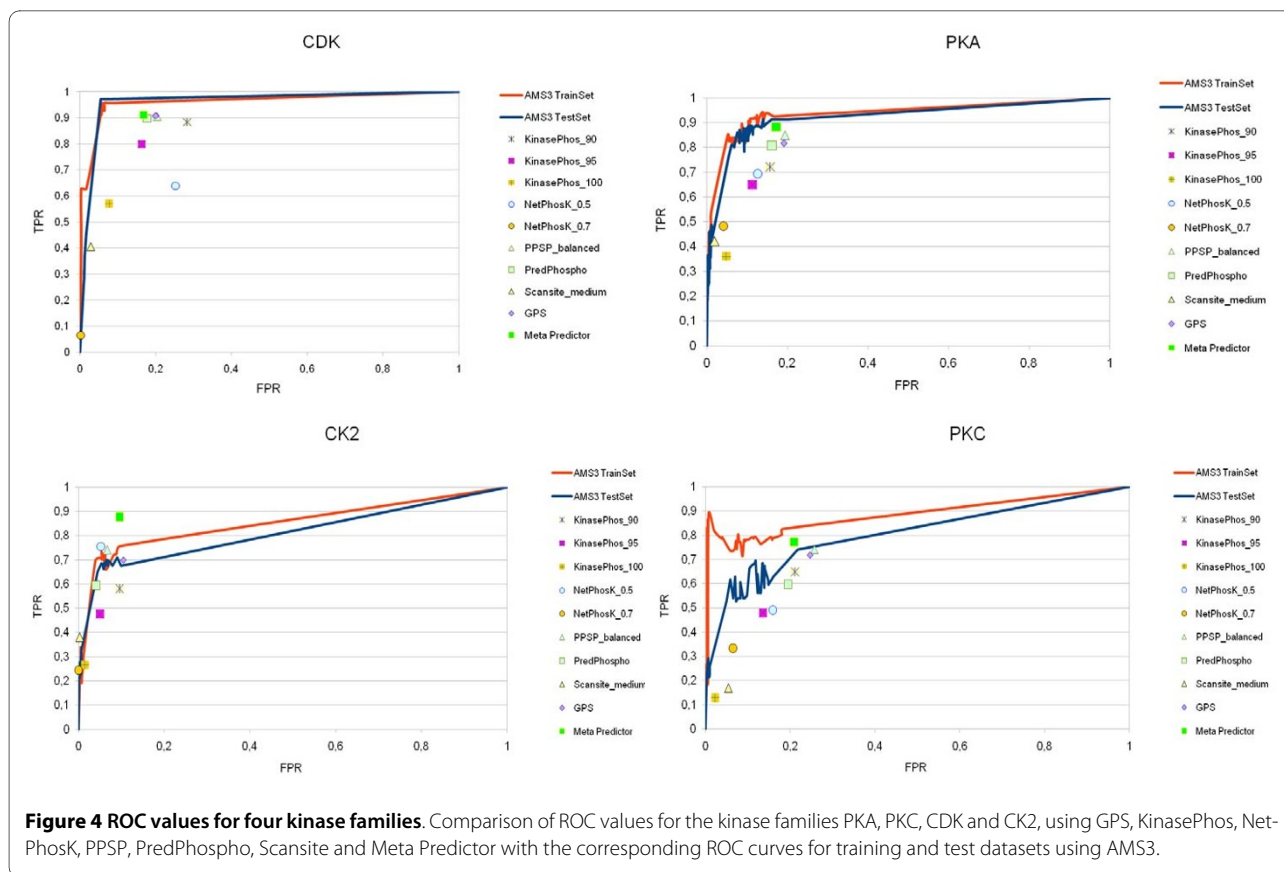 CDK
1
0,9
0,8
0,7
0,6
0,5
0,4
0,3
0,2
0,1
0
TPR
0
0,2
0,4
0,6
0,8
1
FPR
AMS3 TrainSet
AMS3 TestSet
KinasePhos_90
KinasePhos_95
KinasePhos_100
NetPhosK_0.5
NetPhosK_0.7
PPSP_balanced
PredPhospho
Scansite_medium
GPS
Meta Predictor
PKA
1
0,9
0,8
0,7
0,6
0,5
0,4
0,3
0,2
0,1
0
TPR
0
0,2
0,4
0,6
0,8
1
FPR
AMS3 TrainSet
AMS3 TestSet
KinasePhos_90
KinasePhos_95
KinasePhos_100
NetPhosK_0.5
NetPhosK_0.7
PPSP_balanced
PredPhospho
Scansite_medium
GPS
Meta Predictor
CK2
1
0,9
0,8
0,7
0,6
0,5
0,4
0,3
0,2
0,1
0
TPR
0
0,2
0,4
0,6
0,8
1
FPR
AMS3 TrainSet
AMS3 TestSet
KinasePhos_90
KinasePhos_95
KinasePhos_100
NetPhosK_0.5
NetPhosK_0.7
PPSP_balanced
PredPhospho
Scansite_medium
GPS
Meta Predictor
PKC
1
0,9
0,8
0,7
0,6
0,5
0,4
0,3
0,2
0,1
0
TPR
0
0,2
0,4
0,6
0,8
1
FPR
AMS3 TrainSet
AMS3 TestSet
KinasePhos_90
KinasePhos_95
KinasePhos_100
NetPhosK_0.5
NetPhosK_0.7
PPSP_balanced
PredPhospho
Scansite_medium
GPS
Meta Predictor
Figure 4 ROC values for four kinase families. Comparison of ROC values for the kinase families PKA, PKC, CDK and CK2, using GPS, KinasePhos, Net-
PhosK, PPSP, PredPhospho, Scansite and Meta Predictor with the corresponding ROC curves for training and test datasets using AMS3.